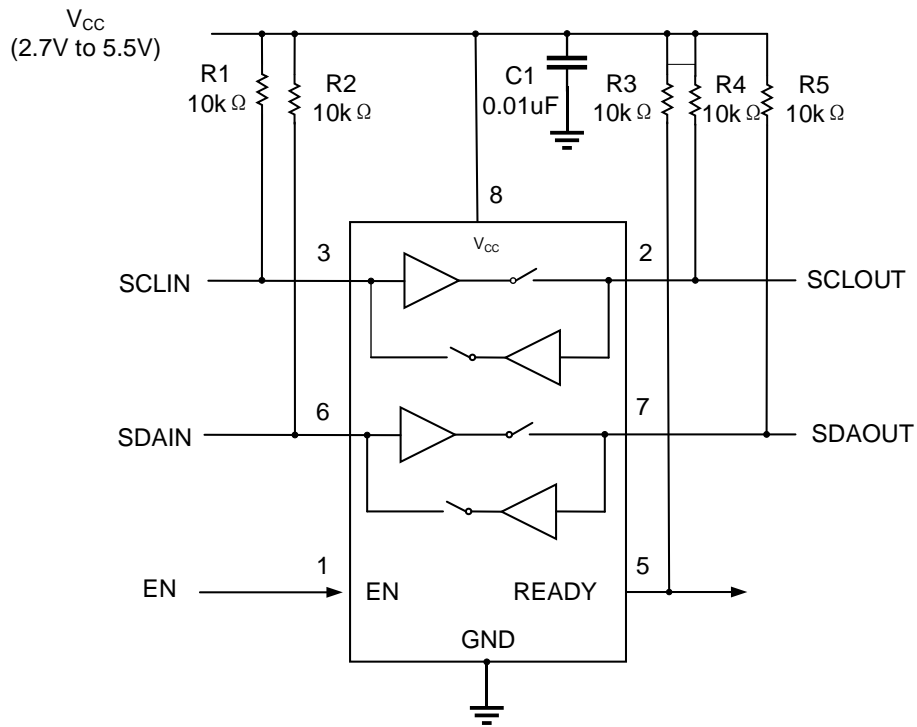 VCC
(2.7V to 5.5V)
R1
10kΩ
R2
10kΩ
C1
0.01uF
R3
10kΩ
R4
10kΩ
R5
10kΩ
8
VCC
3
2
SCLIN
SCLOUT
6
7
SDAIN
SDAOUT
1
5
EN
EN
READY
GND